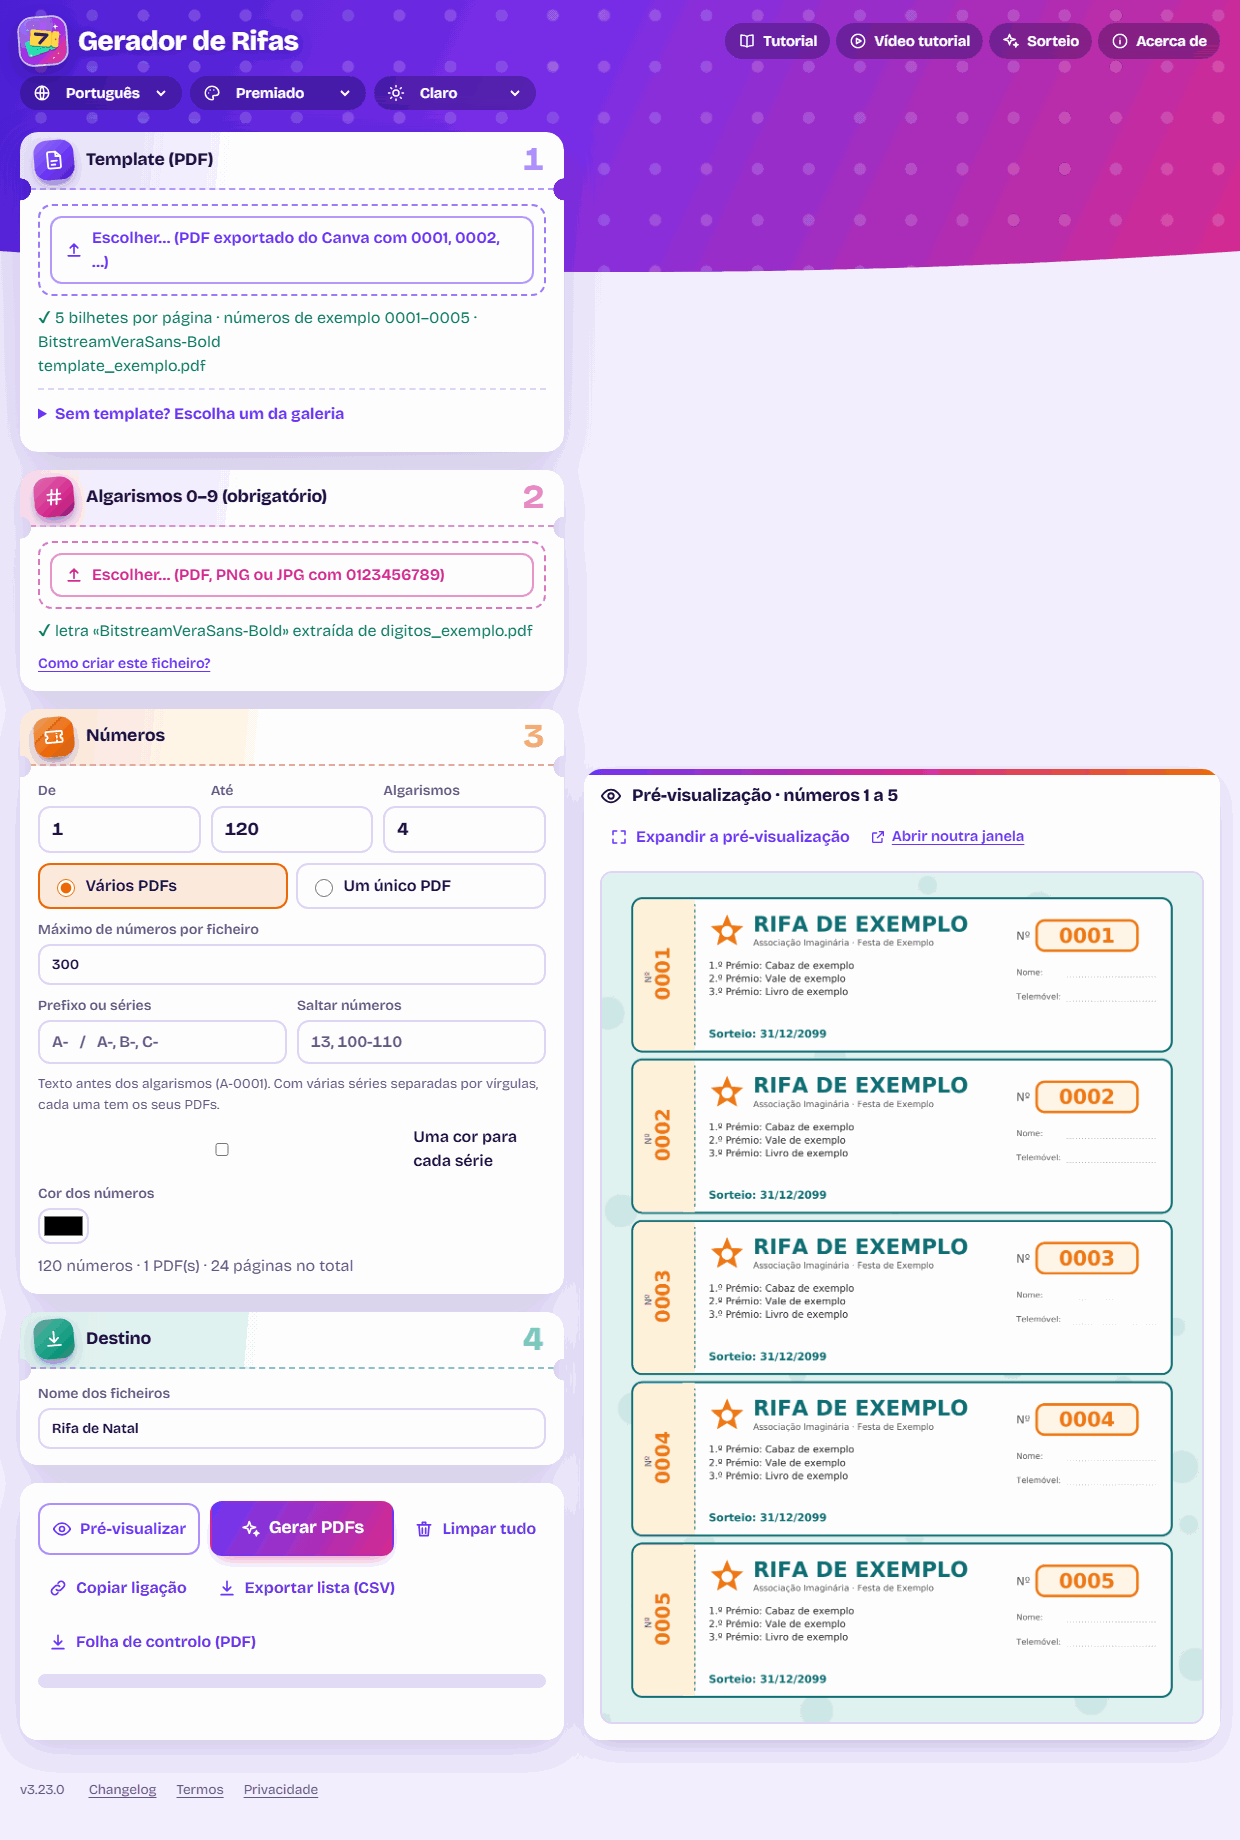 Gerador de Rifas
Tutorial
Vídeo tutorial
Sorteio
Acerca de
Português
Premiado
Claro
Template (PDF)
1
Escolher... (PDF exportado do Canva com 0001, 0002,
...)
✓ 5 bilhetes por página · números de exemplo 0001–0005 ·
BitstreamVeraSans-Bold
template_exemplo.pdf
Sem template? Escolha um da galeria
Algarismos 0–9 (obrigatório)
2
Escolher... (PDF, PNG ou JPG com 0123456789)
✓ letra «BitstreamVeraSans-Bold» extraída de digitos_exemplo.pdf
Como criar este ficheiro?
Números
3
De
Até
Algarismos
1
120
4
Vários PDFs
Um único PDF
Máximo de números por ficheiro
300
Prefixo ou séries
Saltar números
A- / A-, B-, C-
13, 100-110
Texto antes dos algarismos (A-0001). Com várias séries separadas por vírgulas,
cada uma tem os seus PDFs.
Uma cor para
cada série
Cor dos números
120 números · 1 PDF(s) · 24 páginas no total
Destino
4
Nome dos ficheiros
Rifa de Natal
Pré-visualizar
Gerar PDFs
Limpar tudo
Copiar ligação
Exportar lista (CSV)
Folha de controlo (PDF)
Pré-visualização · números 1 a 5
Expandir a pré-visualização
Abrir noutra janela
Nº 0001
RIFA DE EXEMPLO
Associação Imaginária · Festa de Exemplo
1.º Prémio: Cabaz de exemplo
2.º Prémio: Vale de exemplo
3.º Prémio: Livro de exemplo
Sorteio: 31/12/2099
Nº 0001
Nome:
Telemóvel:
Nº 0002
RIFA DE EXEMPLO
Associação Imaginária · Festa de Exemplo
1.º Prémio: Cabaz de exemplo
2.º Prémio: Vale de exemplo
3.º Prémio: Livro de exemplo
Sorteio: 31/12/2099
Nº 0002
Nome:
Telemóvel:
Nº 0003
RIFA DE EXEMPLO
Associação Imaginária · Festa de Exemplo
1.º Prémio: Cabaz de exemplo
2.º Prémio: Vale de exemplo
3.º Prémio: Livro de exemplo
Sorteio: 31/12/2099
Nº 0003
Nome:
Telemóvel:
Nº 0004
RIFA DE EXEMPLO
Associação Imaginária · Festa de Exemplo
1.º Prémio: Cabaz de exemplo
2.º Prémio: Vale de exemplo
3.º Prémio: Livro de exemplo
Sorteio: 31/12/2099
Nº 0004
Nome:
Telemóvel:
Nº 0005
RIFA DE EXEMPLO
Associação Imaginária · Festa de Exemplo
1.º Prémio: Cabaz de exemplo
2.º Prémio: Vale de exemplo
3.º Prémio: Livro de exemplo
Sorteio: 31/12/2099
Nº 0005
Nome:
Telemóvel:
v3.23.0
Changelog
Termos
Privacidade